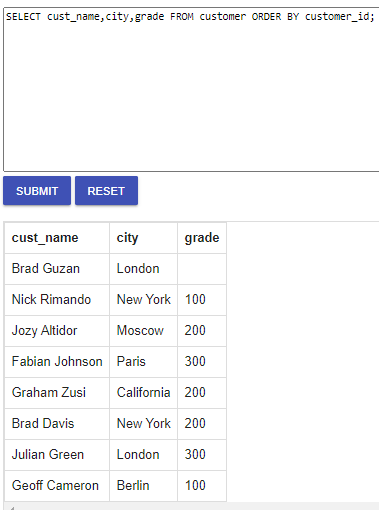 SELECT cust_name,city,grade FROM customer ORDER BY customer_id;
SUBMIT RESET
cust_name city grade
Brad Guzan London
Nick Rimando New York 100
Jozy Altidor Moscow 200
Fabian Johnson Paris 300
Graham Zusi California 200
Brad Davis New York 200
Julian Green London 300
Geoff Cameron Berlin 100